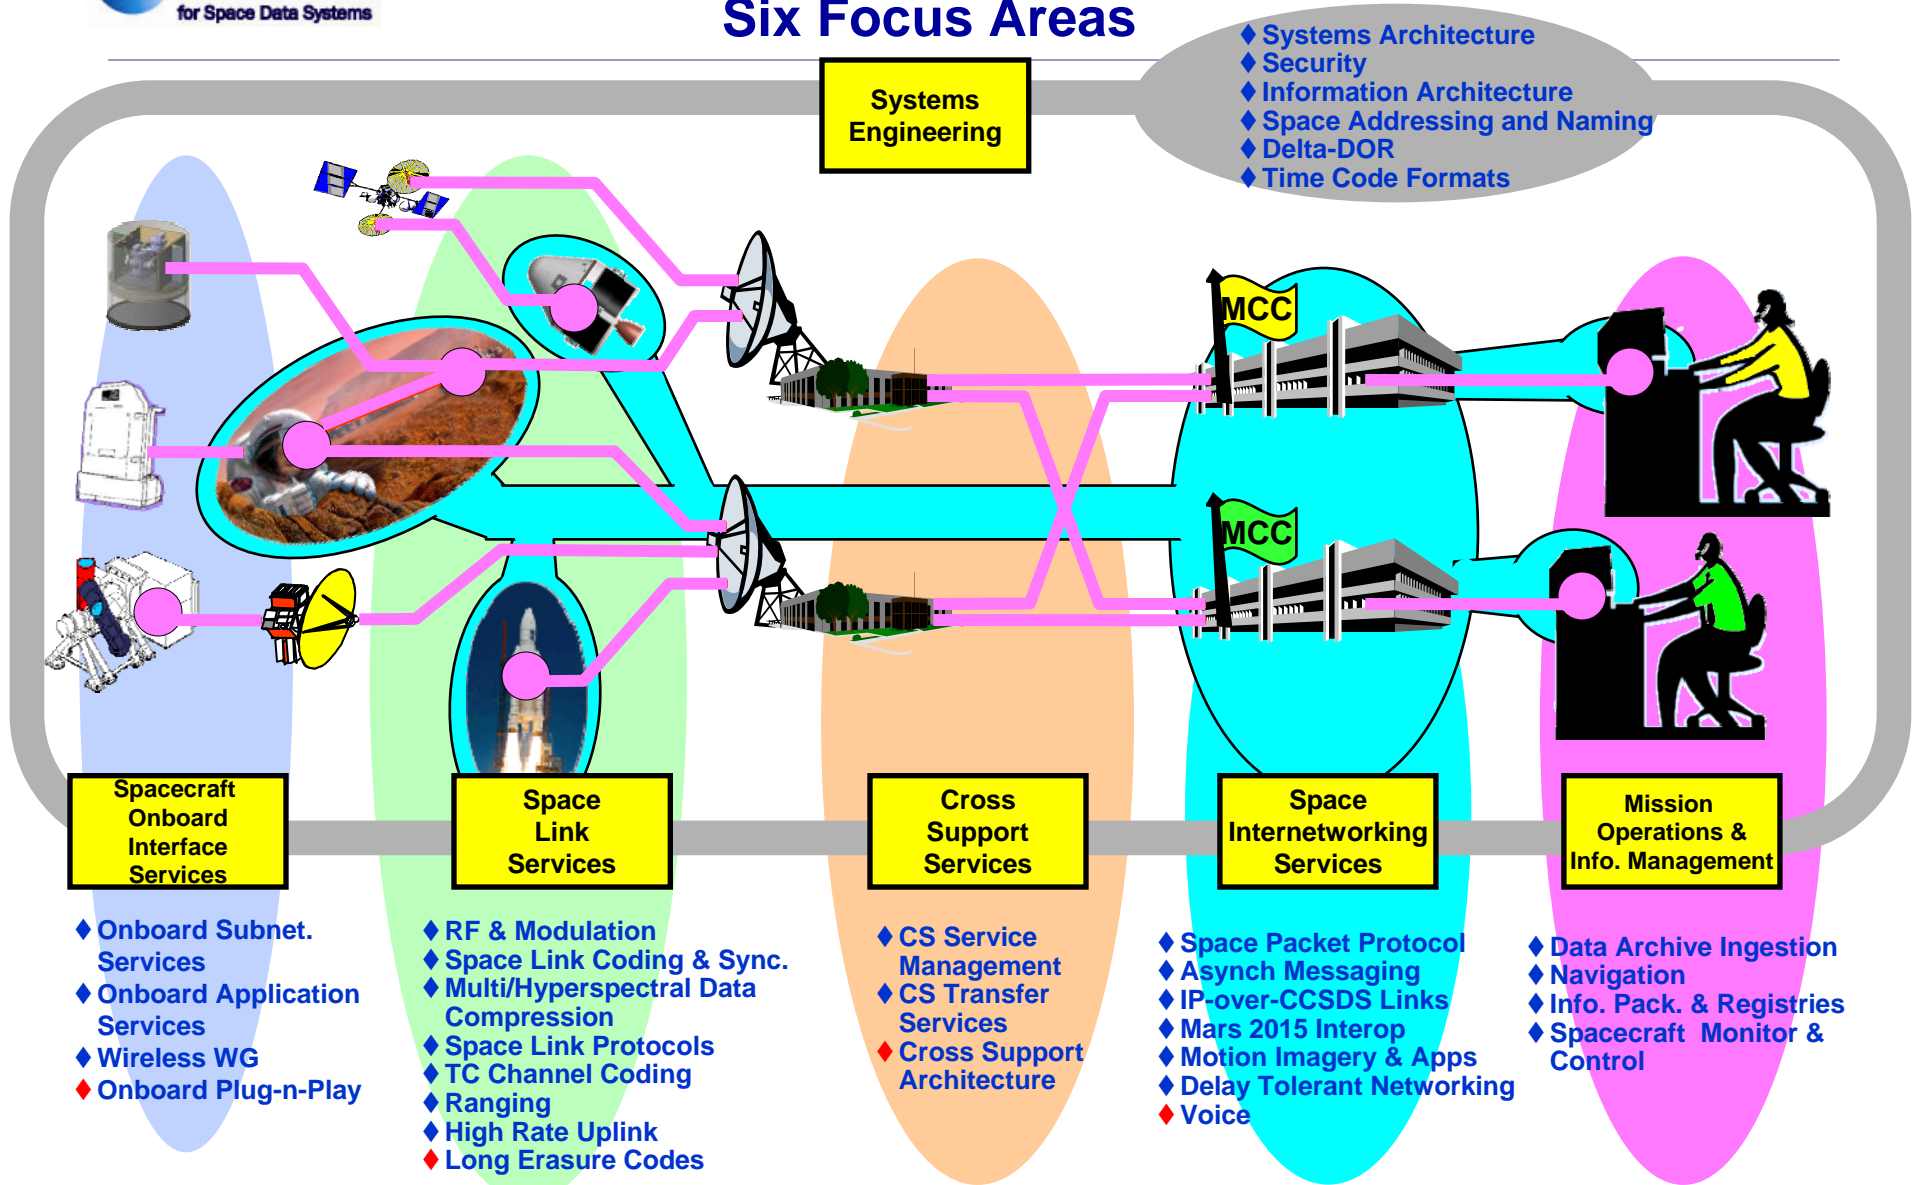 for Space Data Systems
Six Focus Areas
Systems
Engineering
♦ Systems Architecture
♦ Security
♦ Information Architecture
♦ Space Addressing and Naming
♦ Delta-DOR
♦ Time Code Formats
MCC
MCC
Spacecraft
Onboard
Interface
Services
♦ Onboard Subnet.
Services
♦ Onboard Application
Services
♦ Wireless WG
♦ Onboard Plug-n-Play
Space
Link
Services
♦ RF & Modulation
♦ Space Link Coding & Sync.
♦ Multi/Hyperspectral Data
Compression
♦ Space Link Protocols
♦ TC Channel Coding
♦ Ranging
♦ High Rate Uplink
♦ Long Erasure Codes
Cross
Support
Services
♦ CS Service
Management
♦ CS Transfer
Services
♦ Cross Support
Architecture
Space
Internetworking
Services
♦ Space Packet Protocol
♦ Asynch Messaging
♦ IP-over-CCSDS Links
♦ Mars 2015 Interop
♦ Motion Imagery & Apps
♦ Delay Tolerant Networking
♦ Voice
Mission
Operations &
Info. Management
♦ Data Archive Ingestion
♦ Navigation
♦ Info. Pack. & Registries
♦ Spacecraft Monitor &
Control